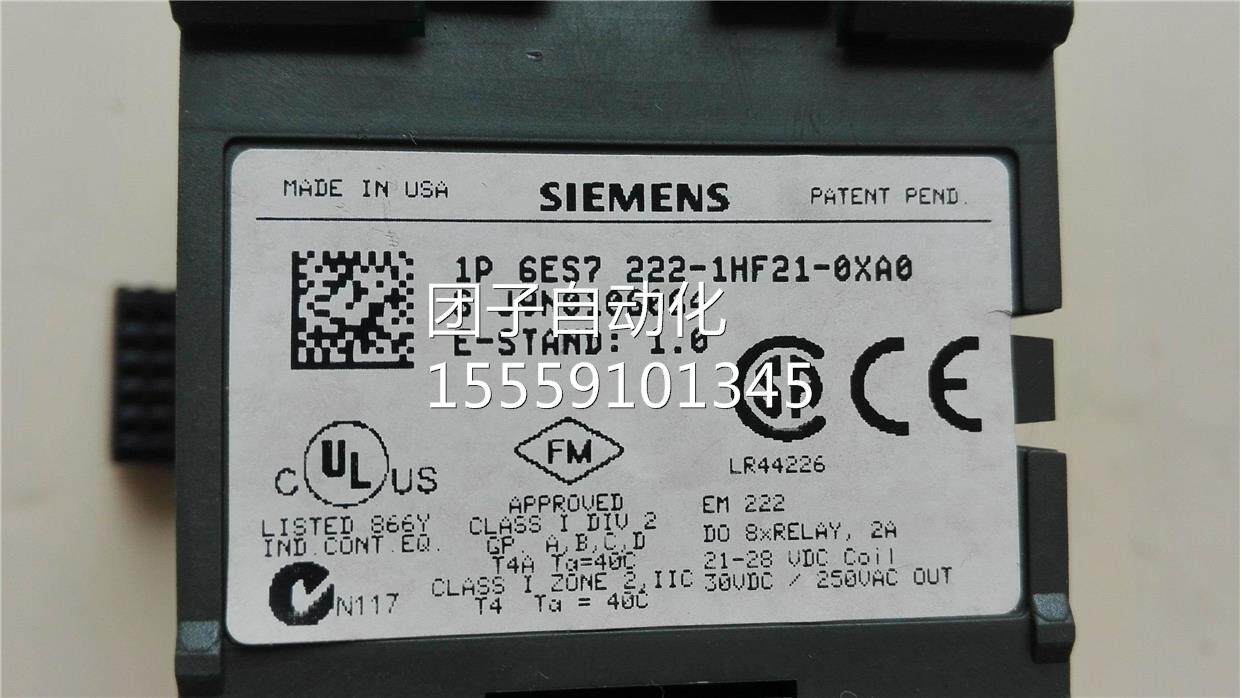 MADE IN USA
SIEMENS
PATENT PEND.
1P 6ES7 222-1HF21-0XA0
团子自动化
E-STAND: 1.0
15559101345
LR44226
C UL US
FM
LISTED 866Y
IND.CONT.EQ.
APPROVED
CLASS I DIV 2
GP. A,B,C,D
T4A Ta=40C
CLASS I ZONE 2,IIC
T4 Ta = 40C
EM 222
DO 8xRELAY, 2A
21-28 VDC Coil
30VDC / 250VAC OUT
N117
CE